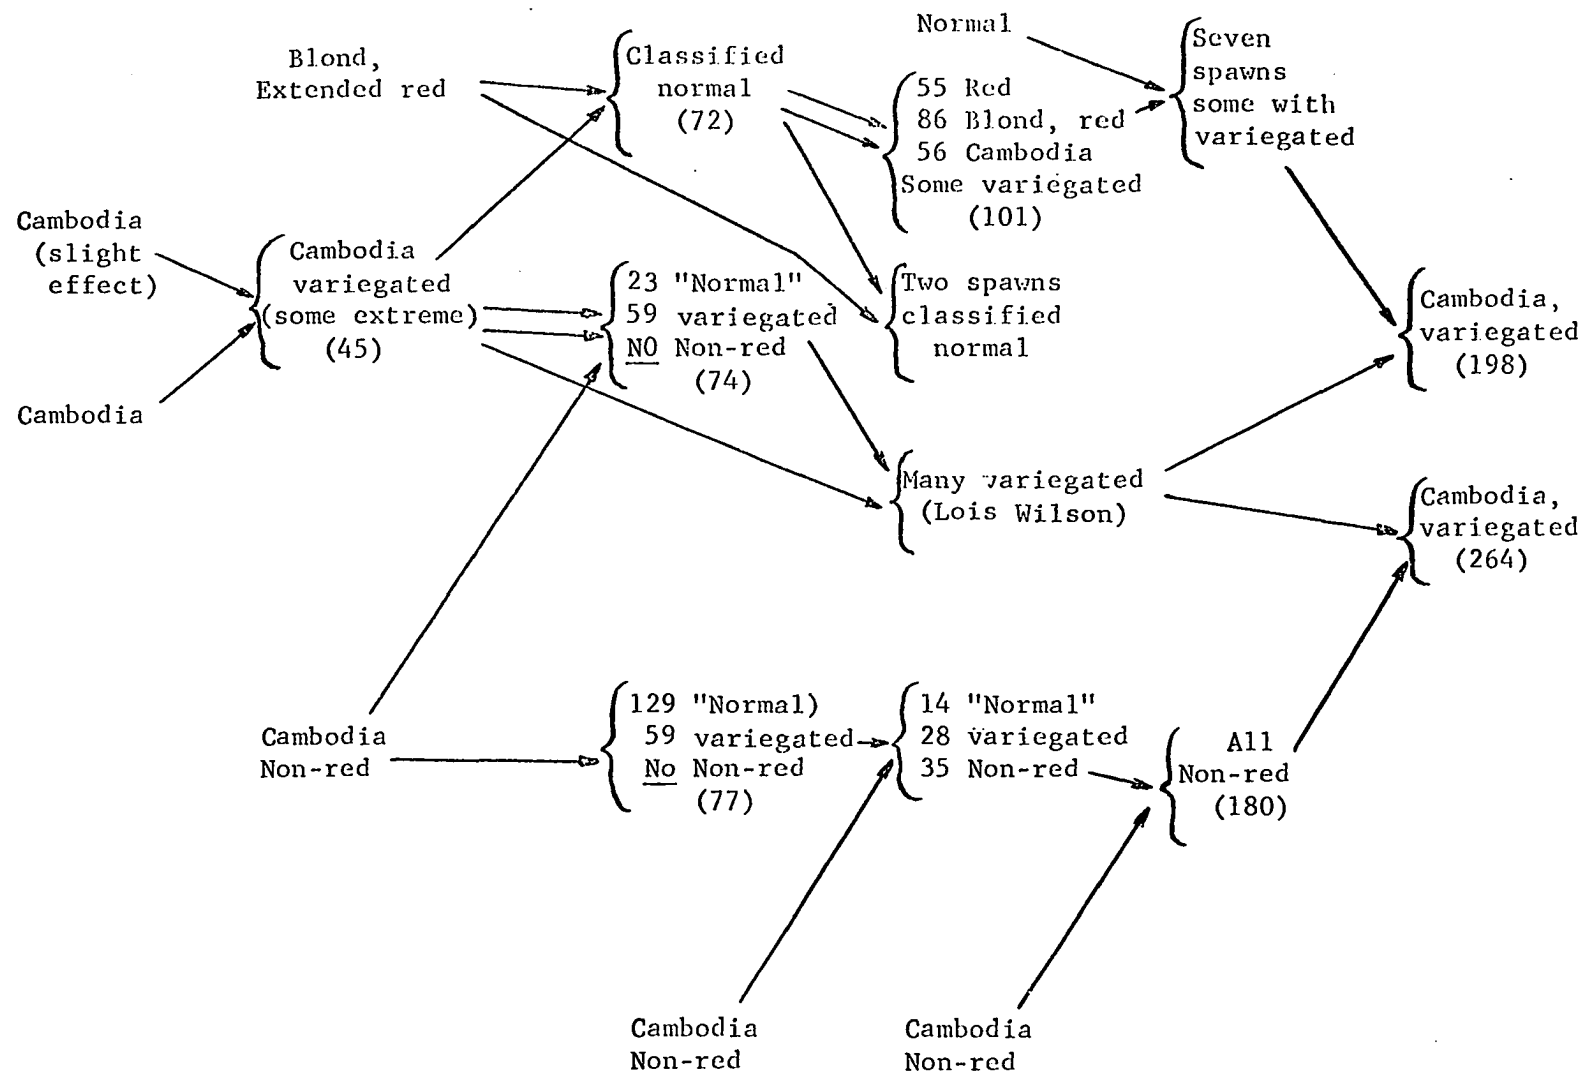 Blond,
Extended red
Classified
normal
(72)
Normal
55 Red
86 Blond, red
56 Cambodia
Some variegated
(101)
Seven
spawns
some with
variegated
Cambodia
(slight
effect)
Cambodia
Cambodia
variegated
(some extreme)
(45)
23 "Normal"
59 variegated
NO Non-red
(74)
Two spawns
classified
normal
Cambodia,
variegated
(198)
Many variegated
(Lois Wilson)
Cambodia,
variegated
(264)
Cambodia
Non-red
129 "Normal)
59 variegated
No Non-red
(77)
14 "Normal"
28 variegated
35 Non-red
All
Non-red
(180)
Cambodia
Non-red
Cambodia
Non-red